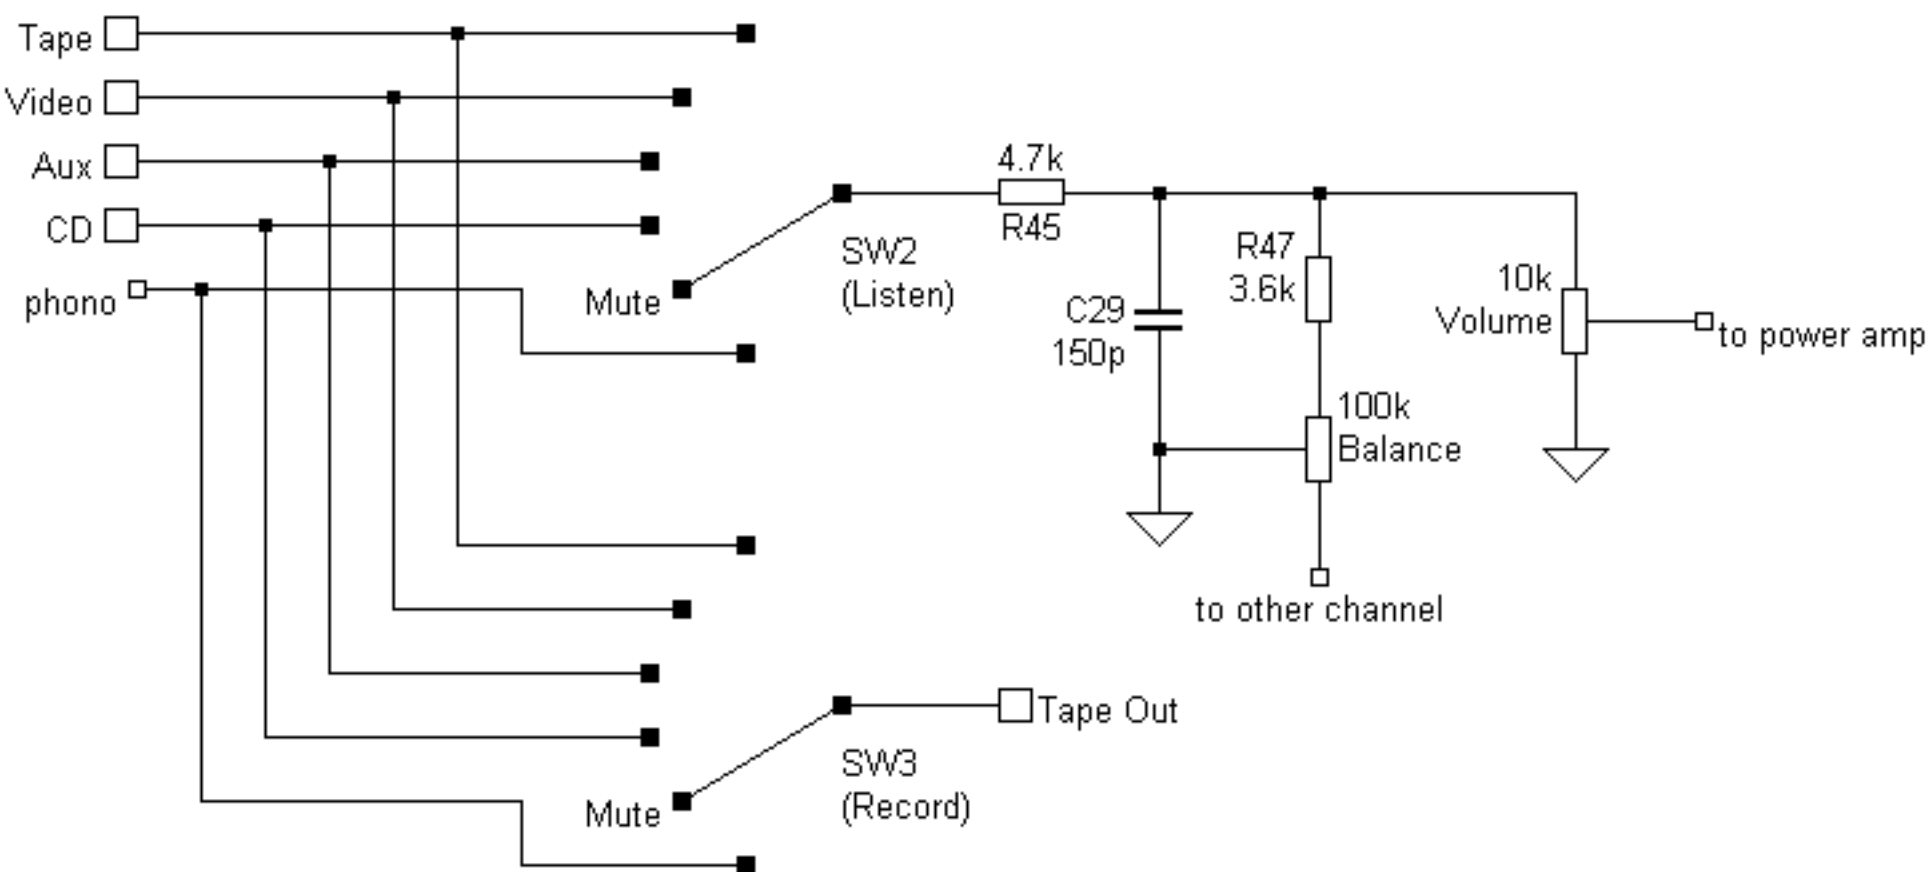 Tape
Video
Aux
CD
phono
Mute
SW2
(Listen)
4.7k
R45
C29
150p
R47
3.6k
100k
Balance
to other channel
10k
Volume
to power amp
Mute
SW3
(Record)
Tape Out